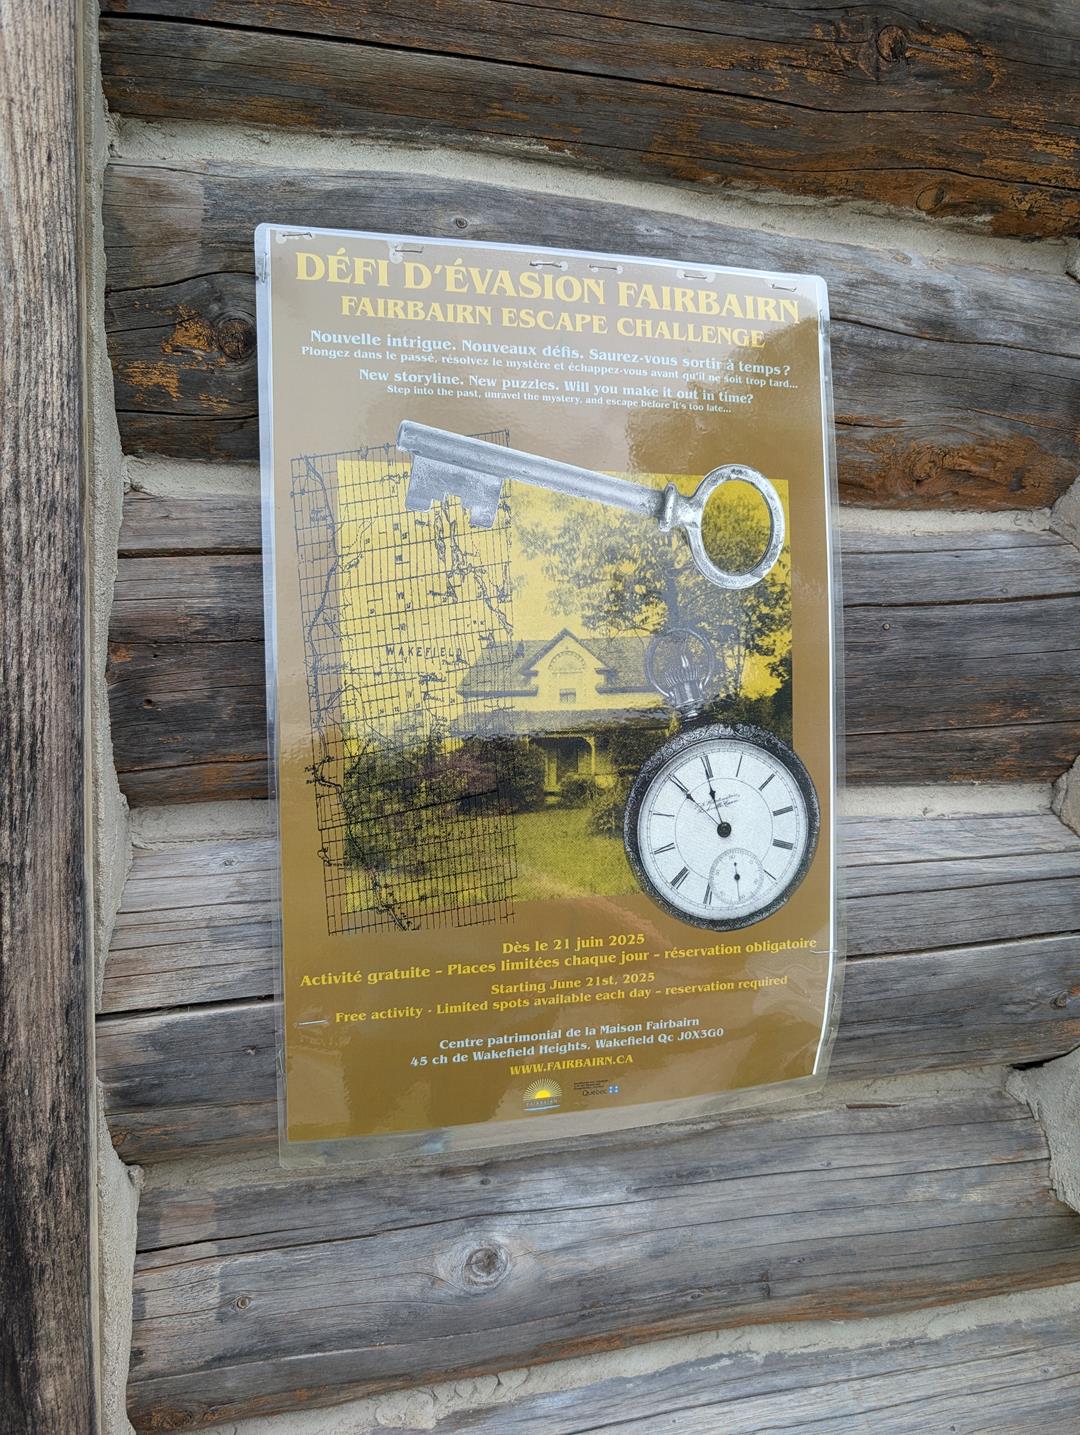 DÉFI D'ÉVASION FAIRBAIRN
FAIRBAIRN ESCAPE CHALLENGE
Nouvelle intrigue. Nouveaux défis. Saurez-vous sortir à temps?
Plongez dans le passé, résolvez le mystère et échappez-vous avant qu'il ne soit trop tard...
New storyline. New puzzles. Will you make it out in time?
Step into the past, unravel the mystery, and escape before it's too late...
WAKEFIELD
Dès le 21 juin 2025
Activité gratuite – Places limitées chaque jour – réservation obligatoire
Starting June 21st, 2025
Free activity - Limited spots available each day – reservation required
Centre patrimonial de la Maison Fairbairn
45 ch de Wakefield Heights, Wakefield Qc J0X3G0
WWW.FAIRBAIRN.CA
FAIRBAIRN
Québec